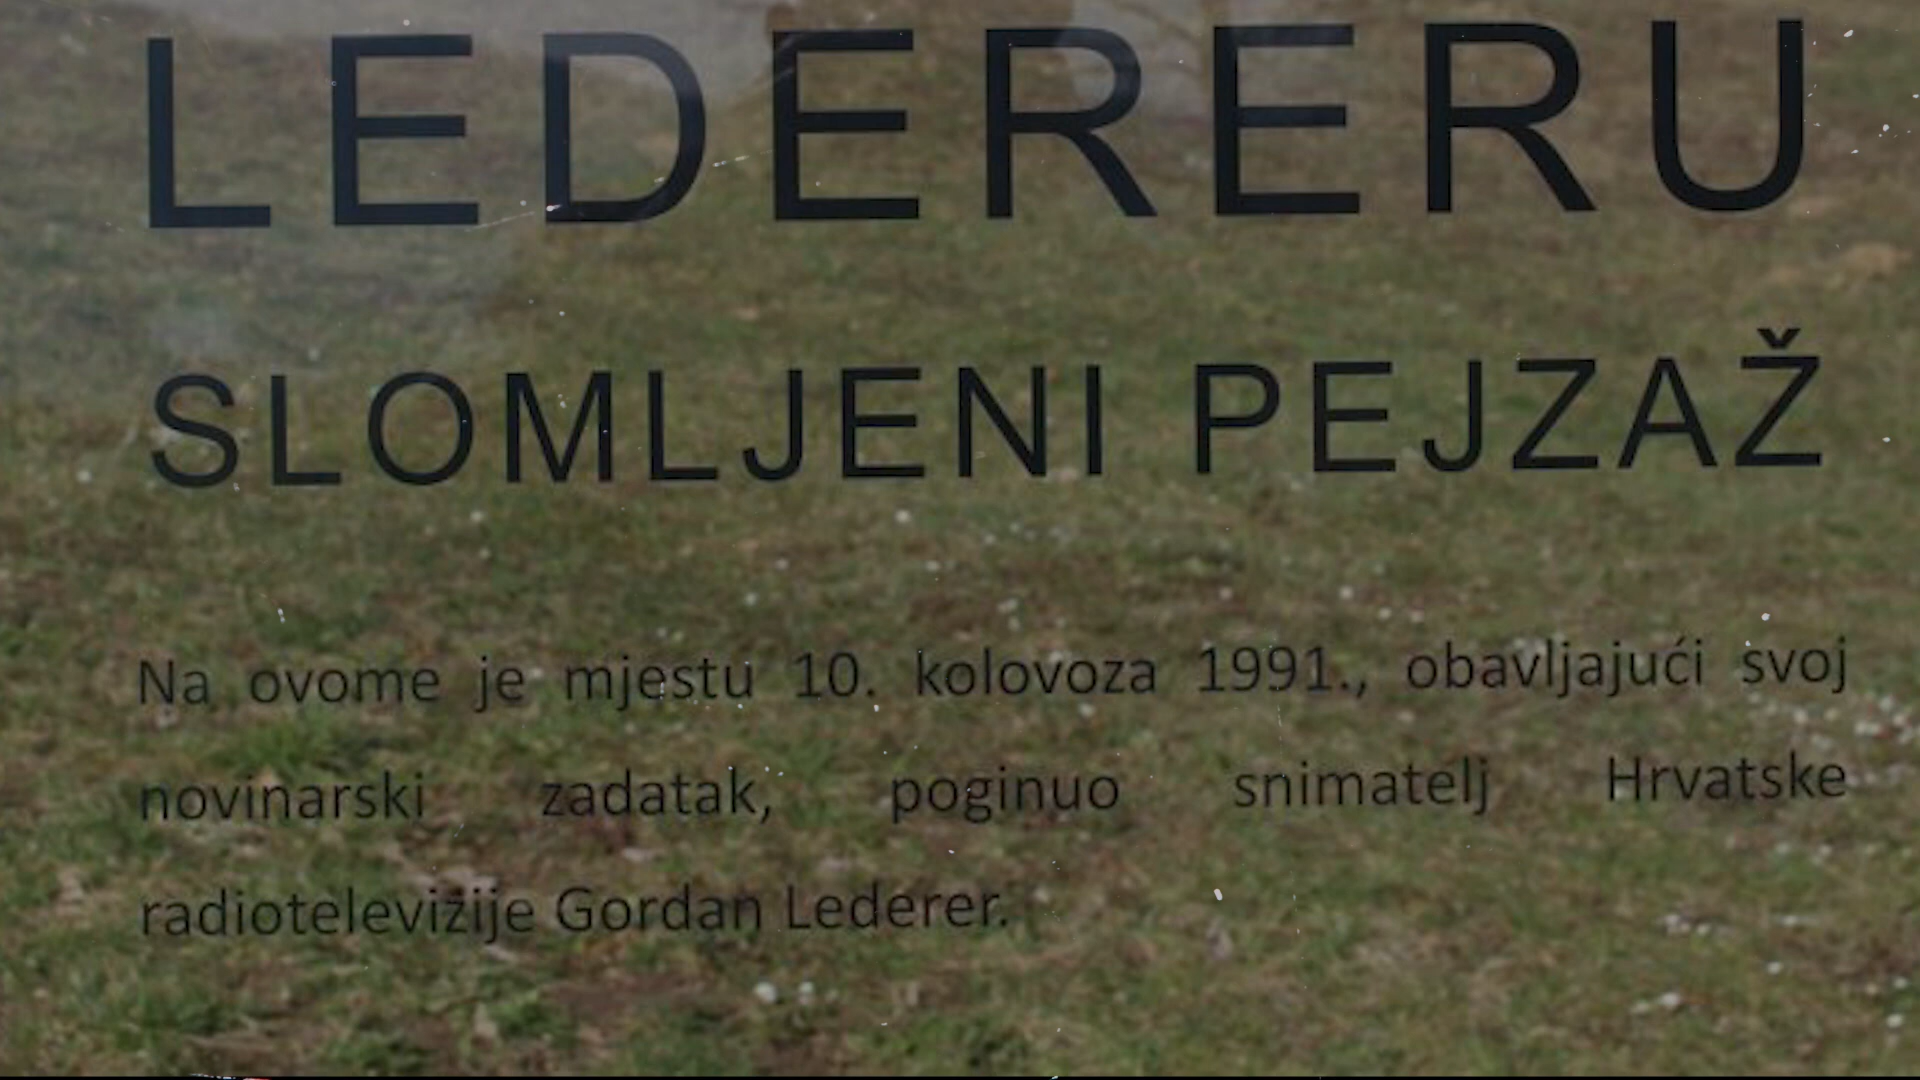 LEDERERU
SLOMLJENI PEJZAŽ
Na ovome je mjestu 10. kolovoza 1991., obavljajući svoj
novinarski zadatak, poginuo snimatelj Hrvatske
radiotelevižije Gordan Lederer.